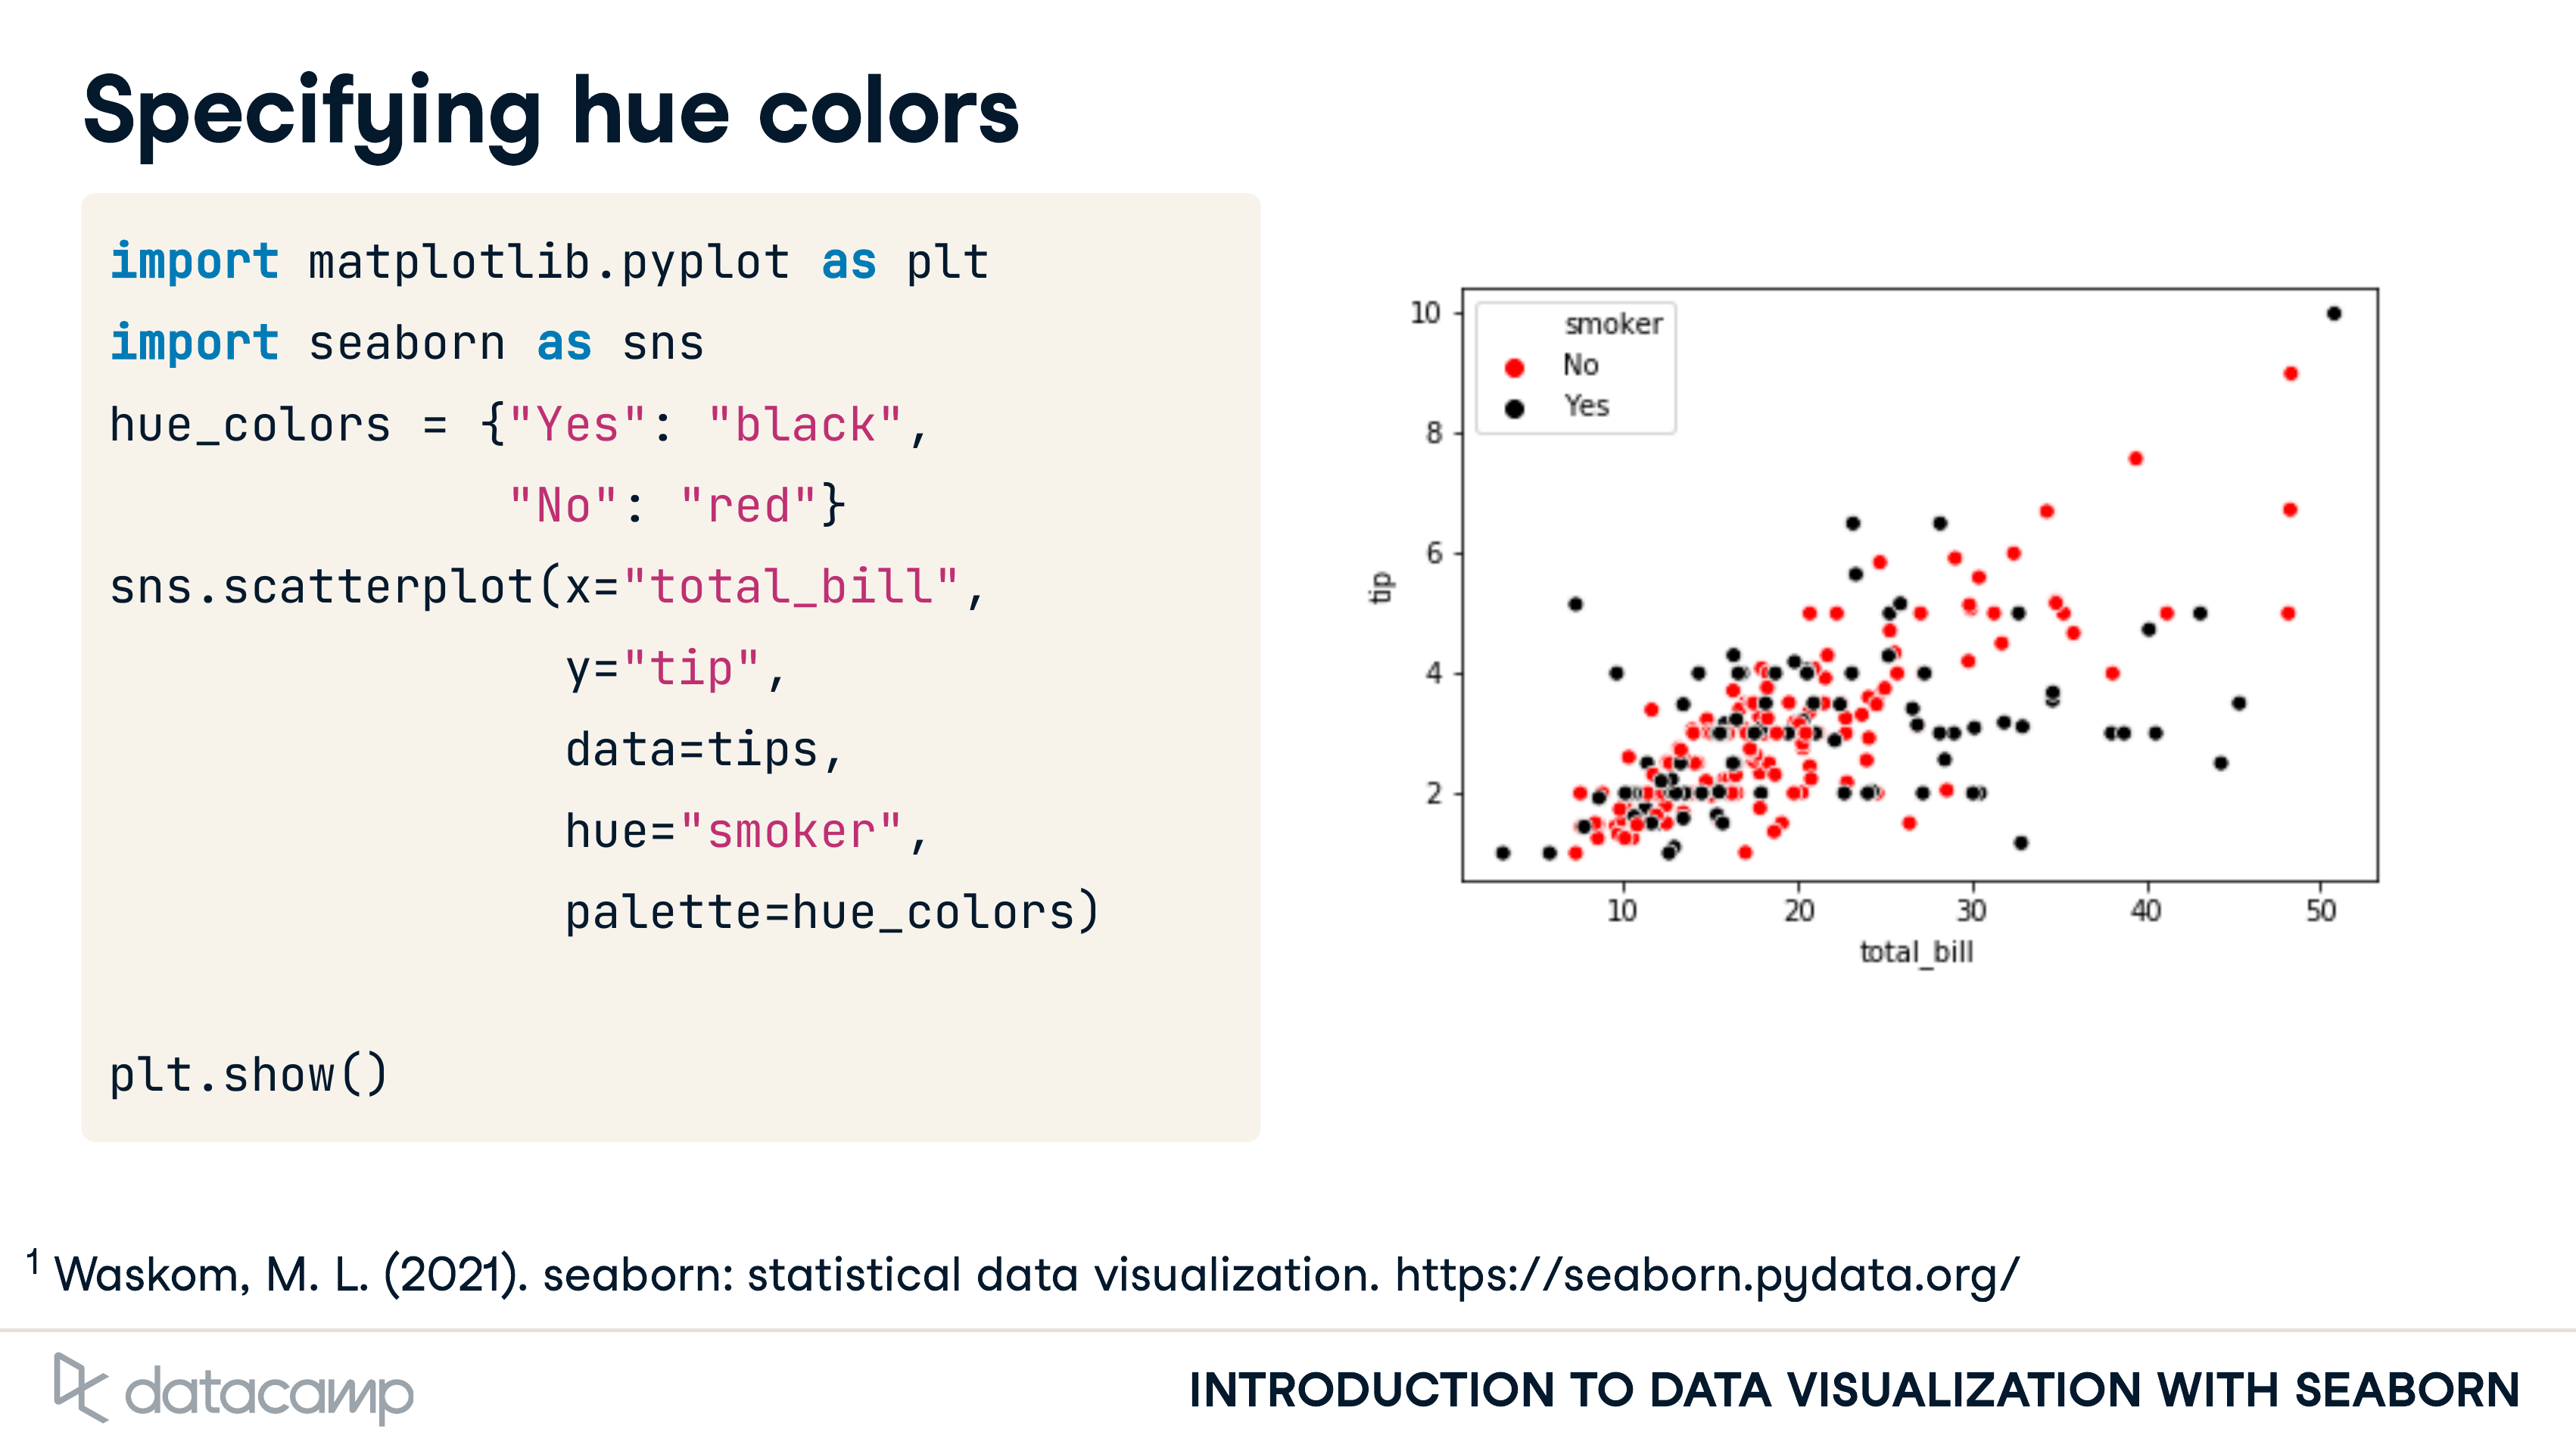 Specifying hue colors
import matplotlib.pyplot as plt
import seaborn as sns
hue_colors = {"Yes": "black",
"No": "red"}
sns.scatterplot(x="total_bill",
y="tip",
data=tips,
hue="smoker",
palette=hue_colors)
plt.show()
smoker
No
Yes
10
8
6
4
2
tip
10 20 30 40 50
total_bill
1 Waskom, M. L. (2021). seaborn: statistical data visualization. https://seaborn.pydata.org/
datacamp
INTRODUCTION TO DATA VISUALIZATION WITH SEABORN